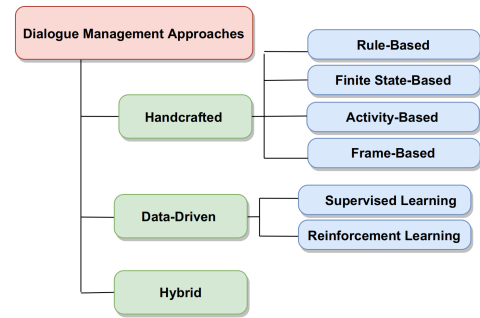 Dialogue Management Approaches
Handcrafted
Rule-Based
Finite State-Based
Activity-Based
Frame-Based
Data-Driven
Supervised Learning
Reinforcement Learning
Hybrid